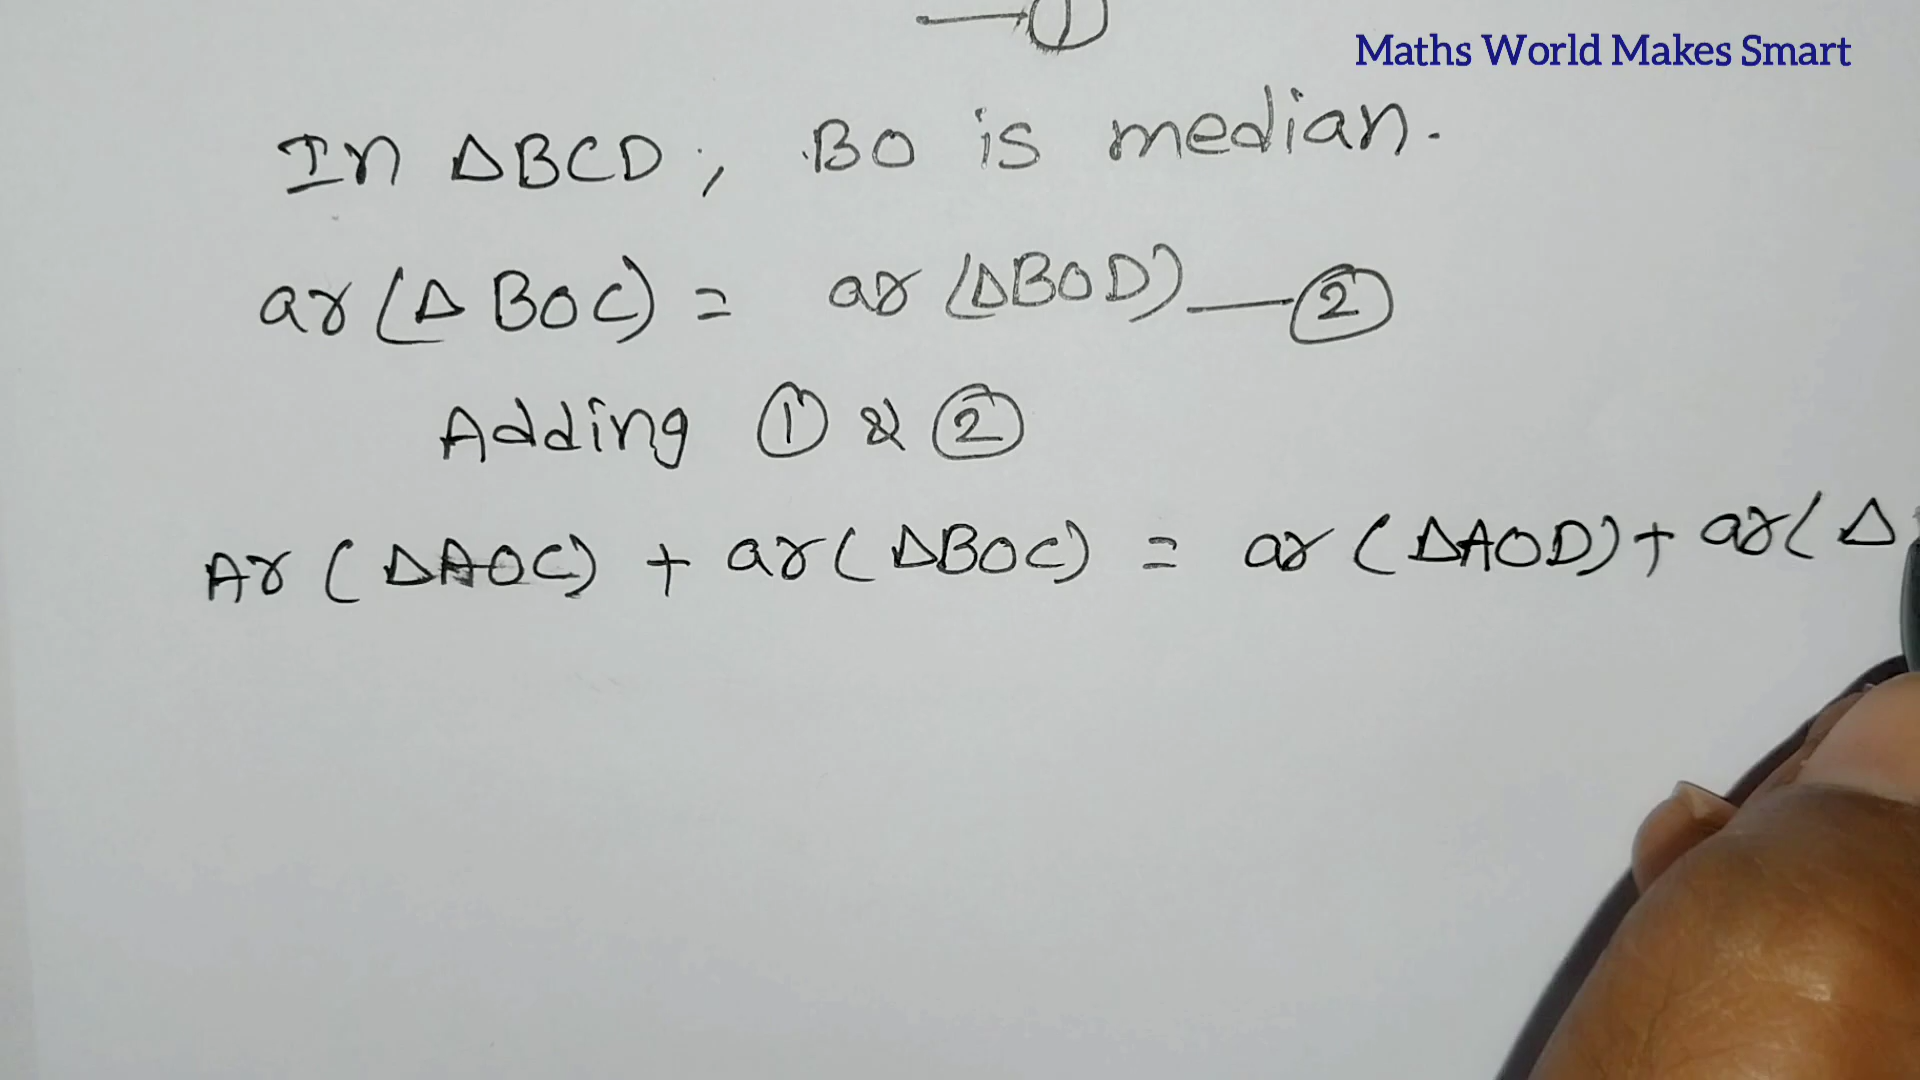 ① 
Maths World Makes Smart
In ΔBCD, BO is median.
ar (Δ BOC) = ar (ΔBOD) — ②
Adding ① & ②
Ar (ΔAOC) + ar (ΔBOC) = ar (ΔAOD) + ar ( Δ